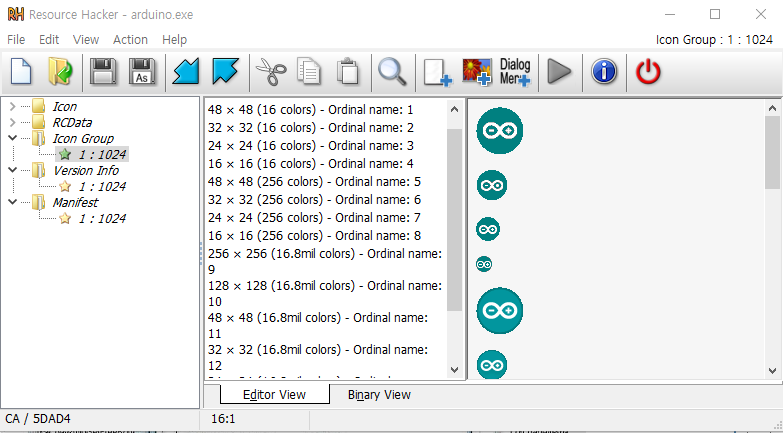 Resource Hacker - arduino.exe
File Edit View Action Help
Icon Group : 1 : 1024
As
Dialog
Menu
Icon
RCData
Icon Group
1 : 1024
Version Info
1 : 1024
Manifest
1 : 1024
48 × 48 (16 colors) - Ordinal name: 1
32 × 32 (16 colors) - Ordinal name: 2
24 × 24 (16 colors) - Ordinal name: 3
16 × 16 (16 colors) - Ordinal name: 4
48 × 48 (256 colors) - Ordinal name: 5
32 × 32 (256 colors) - Ordinal name: 6
24 × 24 (256 colors) - Ordinal name: 7
16 × 16 (256 colors) - Ordinal name: 8
256 × 256 (16.8mil colors) - Ordinal name:
9
128 × 128 (16.8mil colors) - Ordinal name:
10
48 × 48 (16.8mil colors) - Ordinal name:
11
32 × 32 (16.8mil colors) - Ordinal name:
12
Editor View
Binary View
CA / 5DAD4
16:1